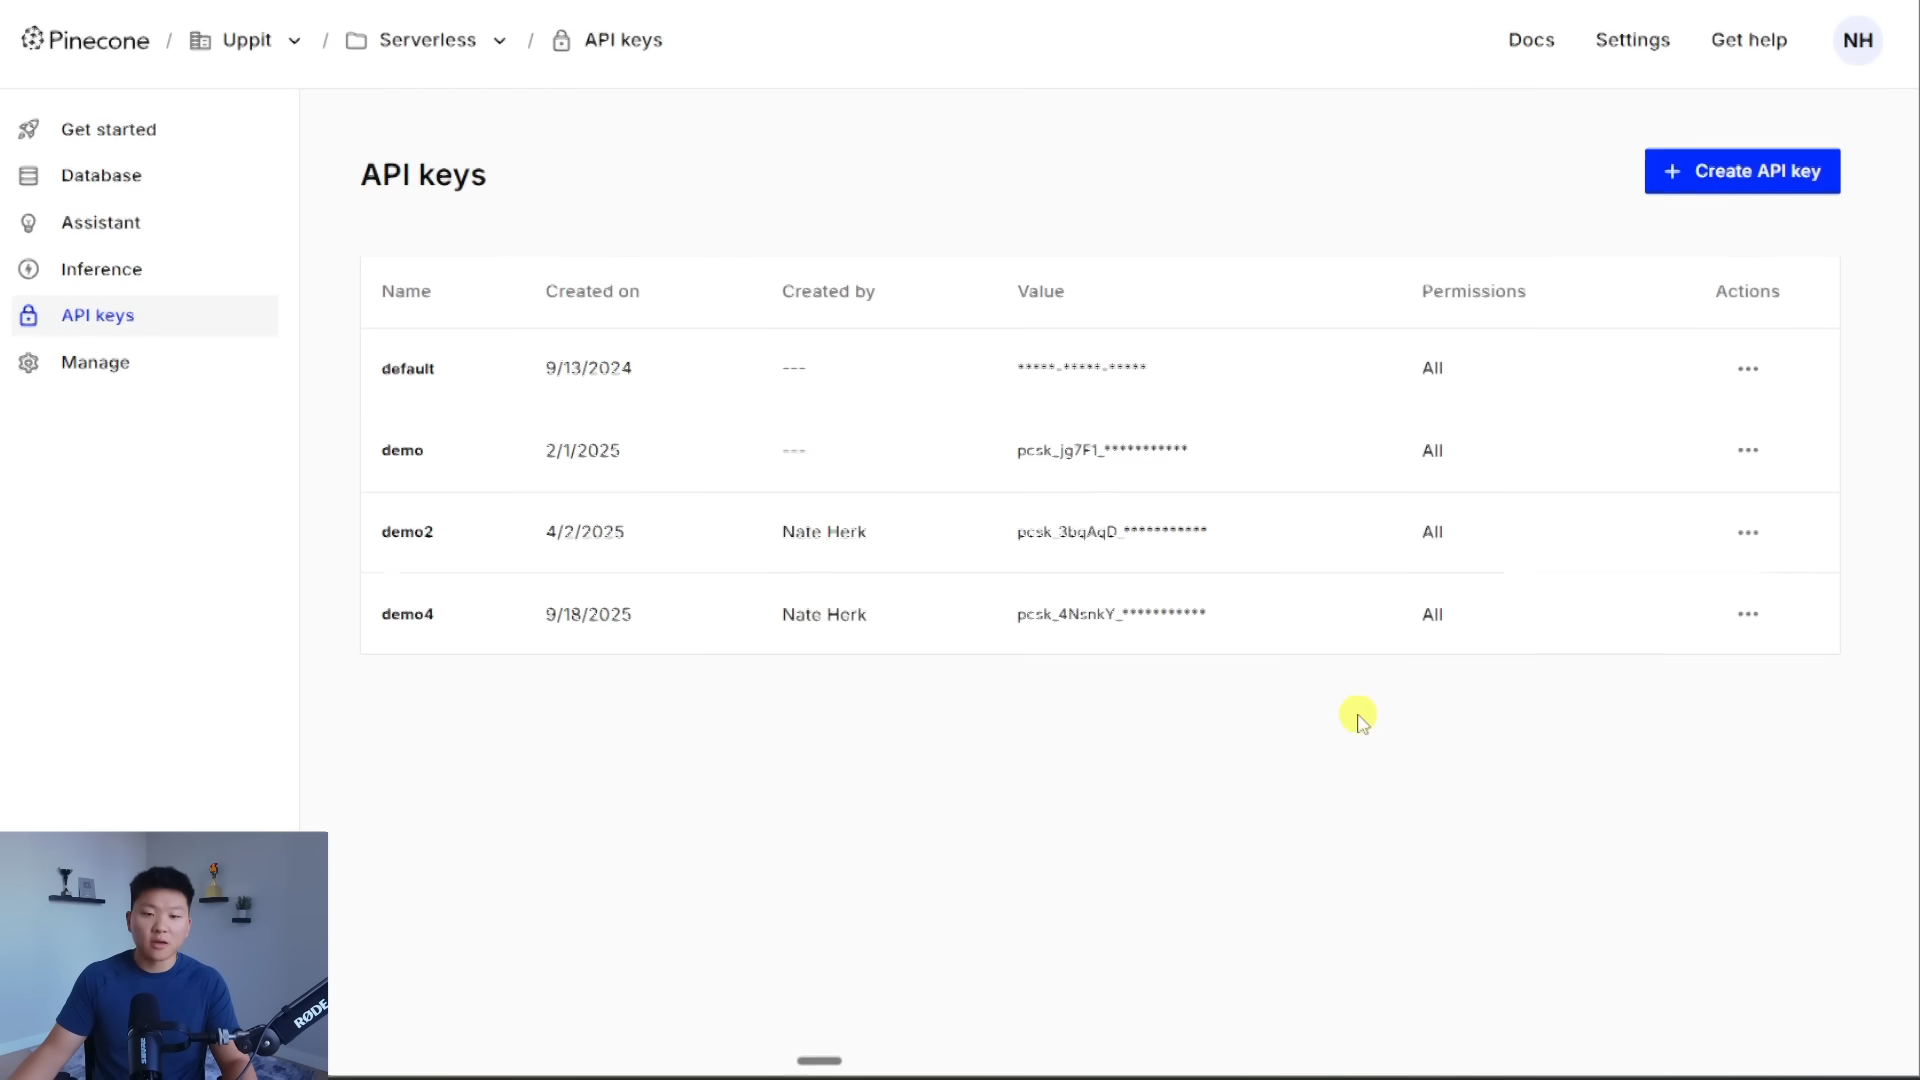 Pinecone / Uppit / Serverless / API keys Docs Settings Get help NH
Get started
Database
Assistant
Inference
API keys
Manage
API keys
+ Create API key
Name Created on Created by Value Permissions Actions
default 9/13/2024 --- *****-*****-***** All ...
demo 2/1/2025 --- pcsk_jg7F1_*********** All ...
demo2 4/2/2025 Nate Herk pcsk_3bqAqD_*********** All ...
demo4 9/18/2025 Nate Herk pcsk_4NsnkY_*********** All ...
RØDE